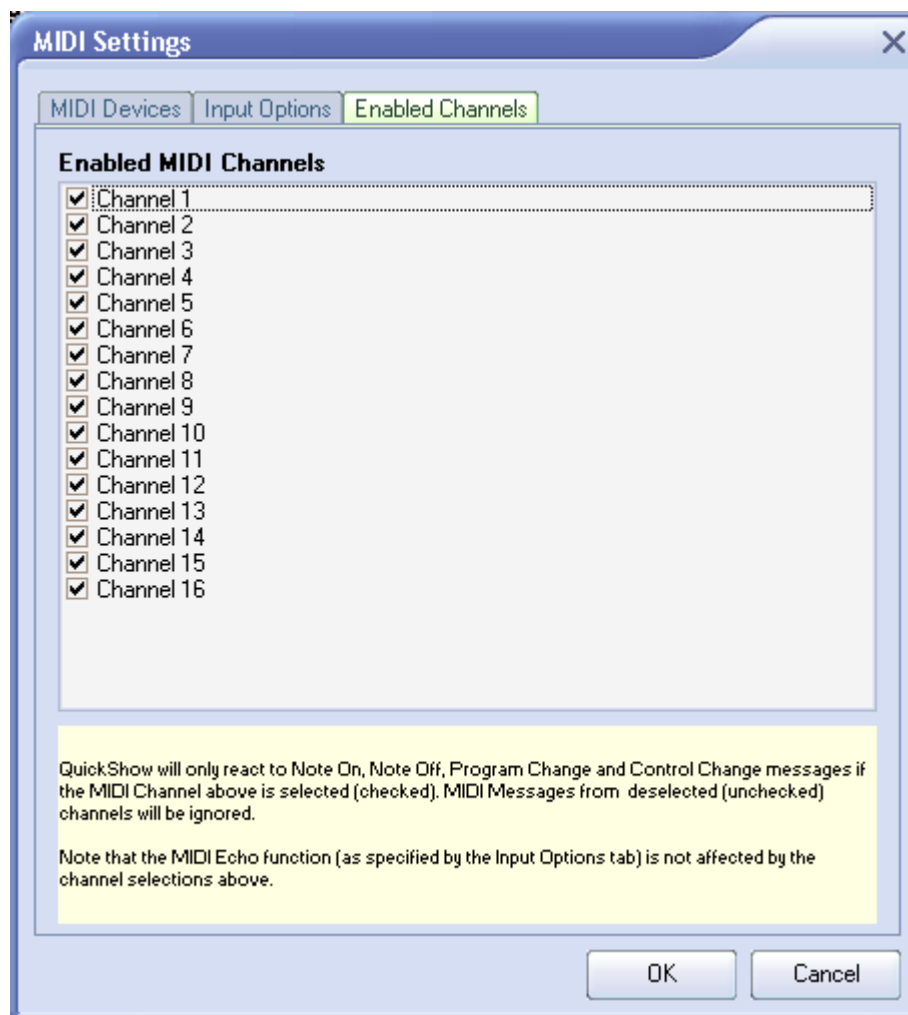 MIDI Settings
MIDI Devices Input Options Enabled Channels
Enabled MIDI Channels
Channel 1
Channel 2
Channel 3
Channel 4
Channel 5
Channel 6
Channel 7
Channel 8
Channel 9
Channel 10
Channel 11
Channel 12
Channel 13
Channel 14
Channel 15
Channel 16
QuickShow will only react to Note On, Note Off, Program Change and Control Change messages if
the MIDI Channel above is selected (checked). MIDI Messages from deselected (unchecked)
channels will be ignored.
Note that the MIDI Echo function (as specified by the Input Options tab) is not affected by the
channel selections above.
OK Cancel